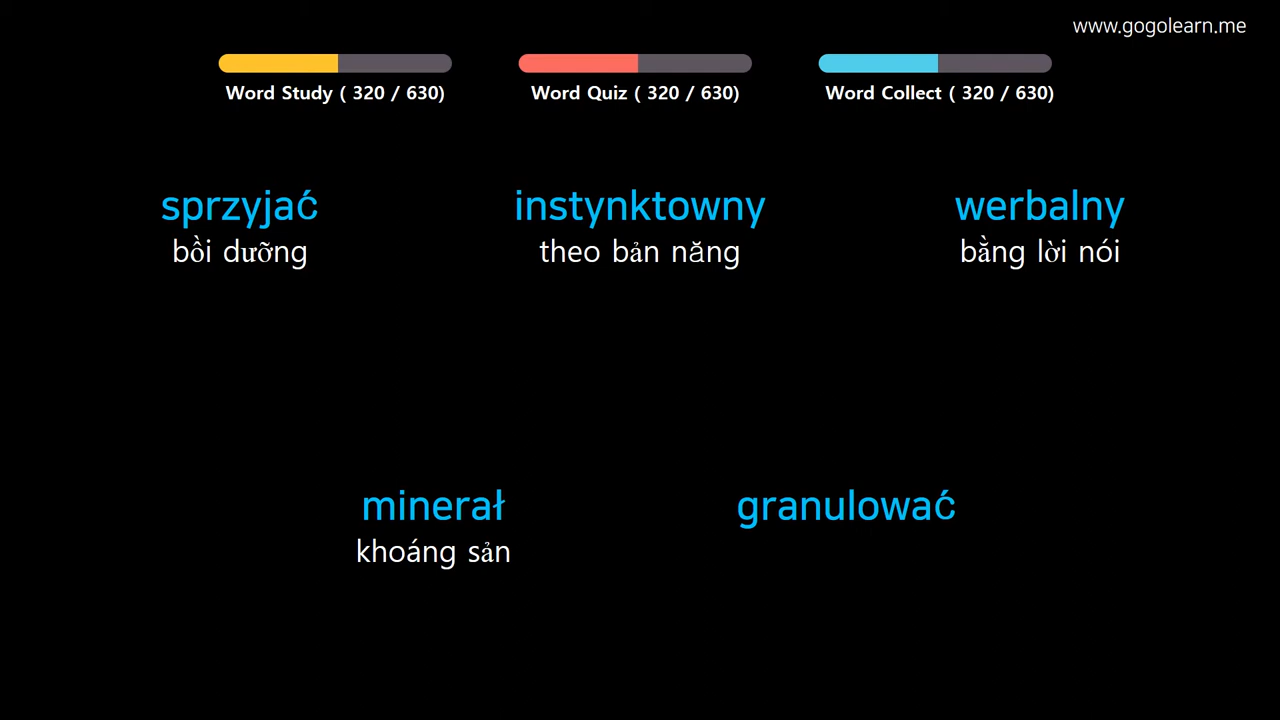 www.gogolearn.me
Word Study ( 320 / 630)
Word Quiz ( 320 / 630)
Word Collect ( 320 / 630)
sprzyjać
bồi dưỡng
instynktowny
theo bản năng
werbalny
bằng lời nói
minerał
khoáng sản
granulować